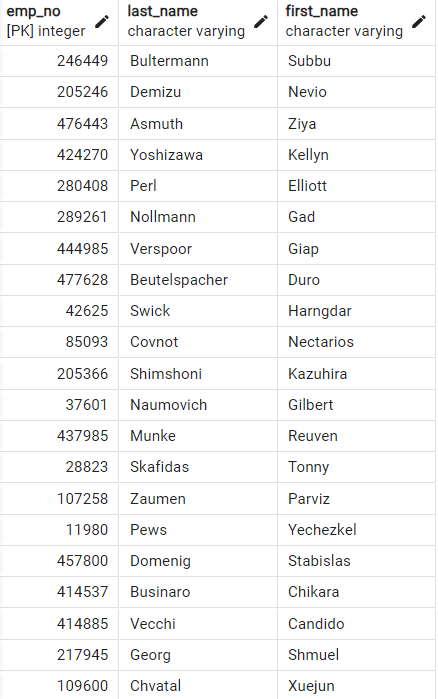 emp_no last_name first_name
[PK] integer character varying character varying
246449 Bultermann Subbu
205246 Demizu Nevio
476443 Asmuth Ziya
424270 Yoshizawa Kellyn
280408 Perl Elliott
289261 Nollmann Gad
444985 Verspoor Giap
477628 Beutelspacher Duro
42625 Swick Harngdar
85093 Covnot Nectarios
205366 Shimshoni Kazuhira
37601 Naumovich Gilbert
437985 Munke Reuven
28823 Skafidas Tonny
107258 Zaumen Parviz
11980 Pews Yechezkel
457800 Domenig Stabislas
414537 Businaro Chikara
414885 Vecchi Candido
217945 Georg Shmuel
109600 Chvatal Xuejun